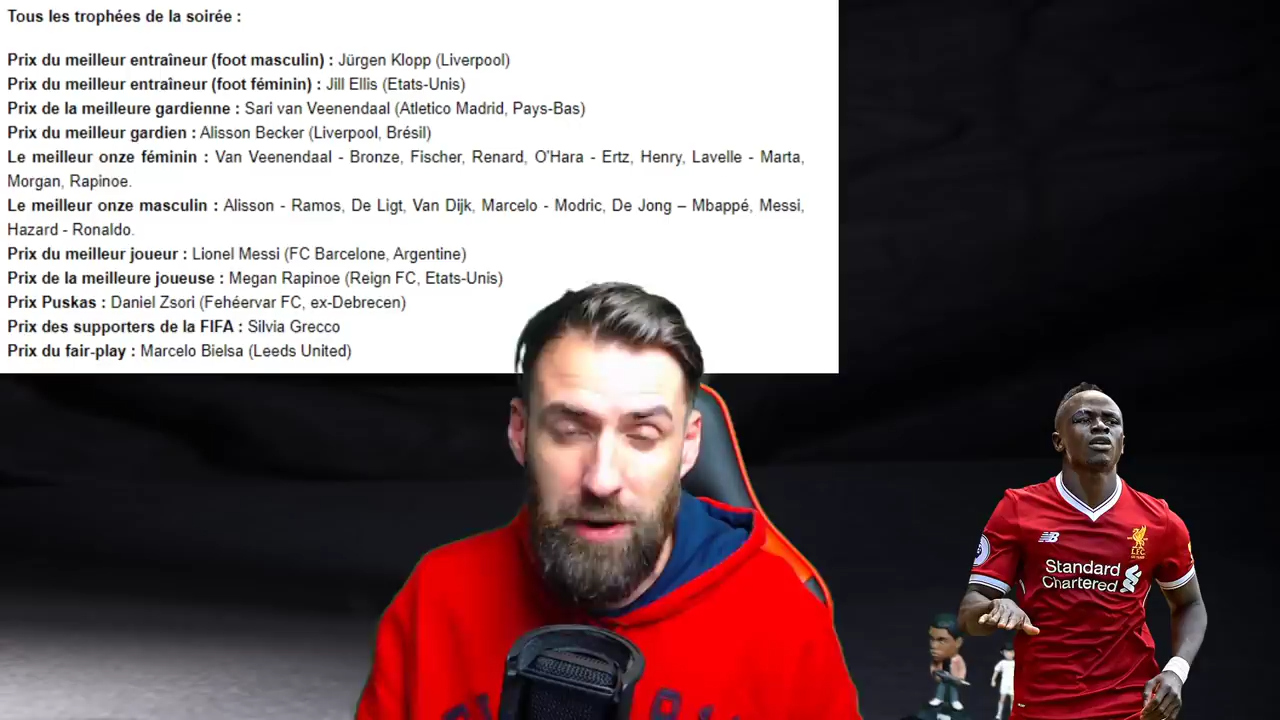 Tous les trophées de la soirée :
Prix du meilleur entraîneur (foot masculin) : Jürgen Klopp (Liverpool)
Prix du meilleur entraîneur (foot féminin) : Jill Ellis (Etats-Unis)
Prix de la meilleure gardienne : Sari van Veenendaal (Atletico Madrid, Pays-Bas)
Prix du meilleur gardien : Alisson Becker (Liverpool, Brésil)
Le meilleur onze féminin : Van Veenendaal - Bronze, Fischer, Renard, O'Hara - Ertz, Henry, Lavelle - Marta,
Morgan, Rapinoe.
Le meilleur onze masculin : Alisson - Ramos, De Ligt, Van Dijk, Marcelo - Modric, De Jong – Mbappé, Messi,
Hazard - Ronaldo.
Prix du meilleur joueur : Lionel Messi (FC Barcelone, Argentine)
Prix de la meilleure joueuse : Megan Rapinoe (Reign FC, Etats-Unis)
Prix Puskas : Daniel Zsori (Fehéervar FC, ex-Debrecen)
Prix des supporters de la FIFA : Silvia Grecco
Prix du fair-play : Marcelo Bielsa (Leeds United)
Standard
Chartered